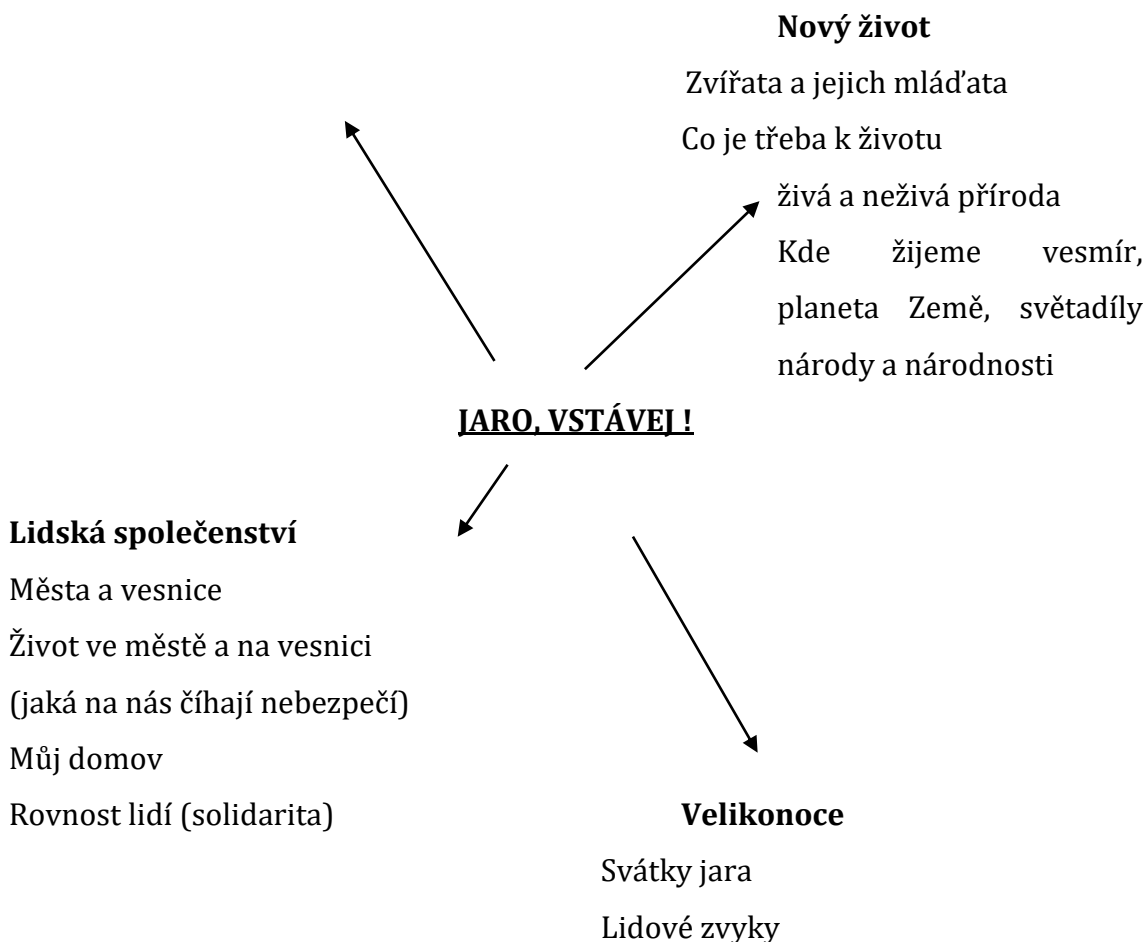 Nový život
Zvířata a jejich mláďata
Co je třeba k životu
živá a neživá příroda
Kde žijeme vesmír,
planeta Země, světadíly
národy a národnosti
JARO, VSTÁVEJ !
Lidská společenství
Města a vesnice
Život ve městě a na vesnici
(jaká na nás číhají nebezpečí)
Můj domov
Rovnost lidí (solidarita)
Velikonoce
Svátky jara
Lidové zvyky